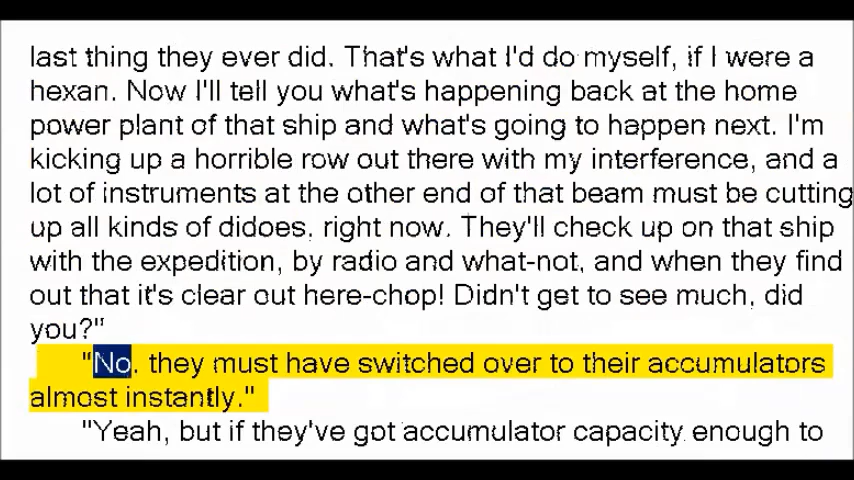 last thing they ever did. That's what I'd do myself, if I were a
hexan. Now I'll tell you what's happening back at the home
power plant of that ship and what's going to happen next. I'm
kicking up a horrible row out there with my interference, and a
lot of instruments at the other end of that beam must be cutting
up all kinds of didoes, right now. They'll check up on that ship
with the expedition, by radio and what-not, and when they find
out that it's clear out here-chop! Didn't get to see much, did
you?"
"No, they must have switched over to their accumulators
almost instantly."
"Yeah, but if they've got accumulator capacity enough to